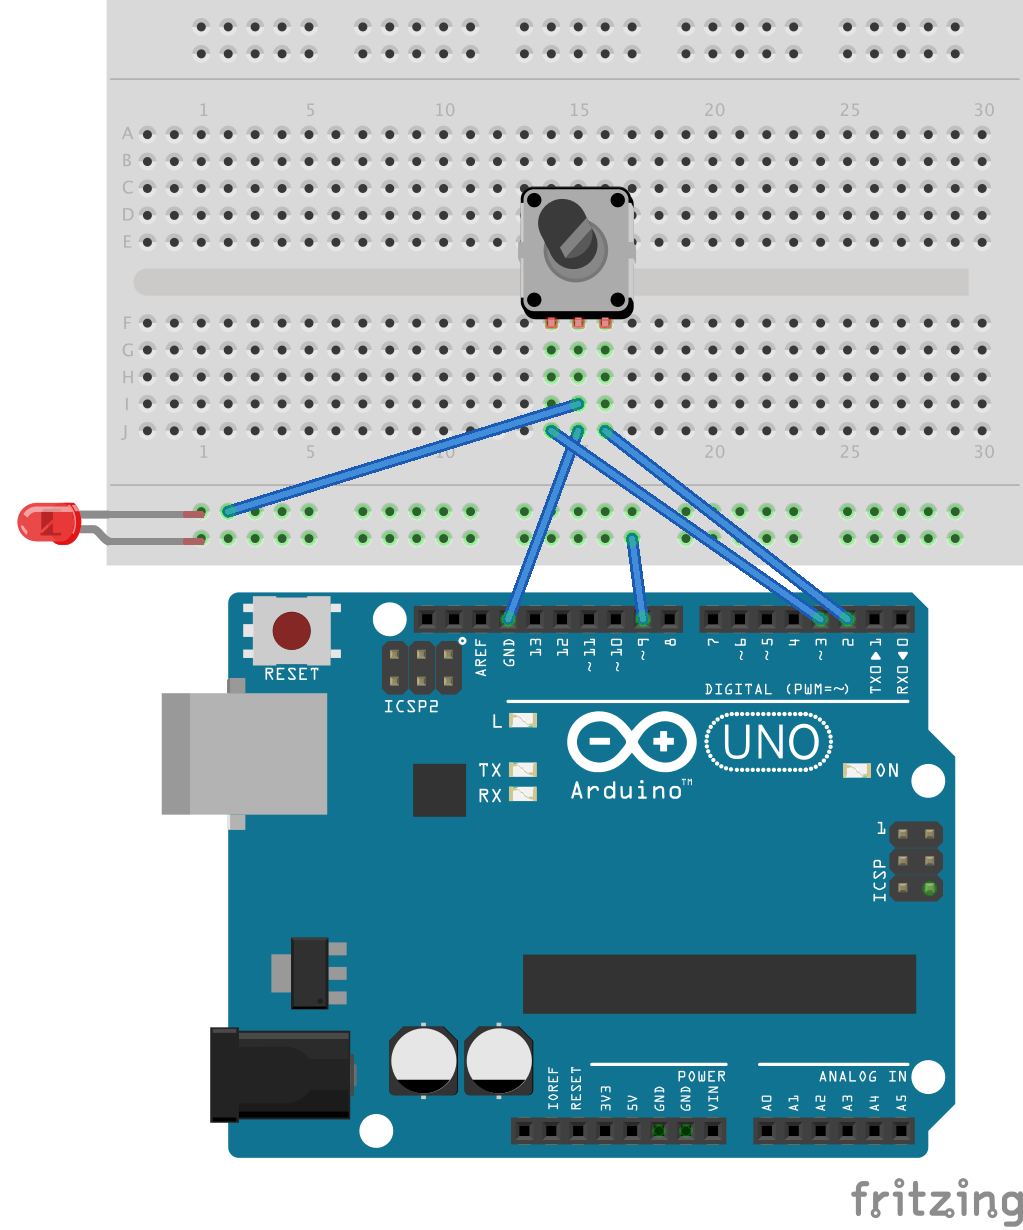 1 5 10 15 20 25 30
A
B
C
D
E
F
G
H
I
J
1 5 10 15 20 25 30
RESET
ICSP2
AREF
GND
13
12
~11
~10
~9
8
7
~6
~5
4
~3
2
TX0▶1
RX0◀0
DIGITAL (PWM=~)
L
TX
RX
UNO
Arduino™
ON
1
ICSP
POWER
ANALOG IN
IOREF
RESET
3V3
5V
GND
GND
VIN
A0
A1
A2
A3
A4
A5
fritzing